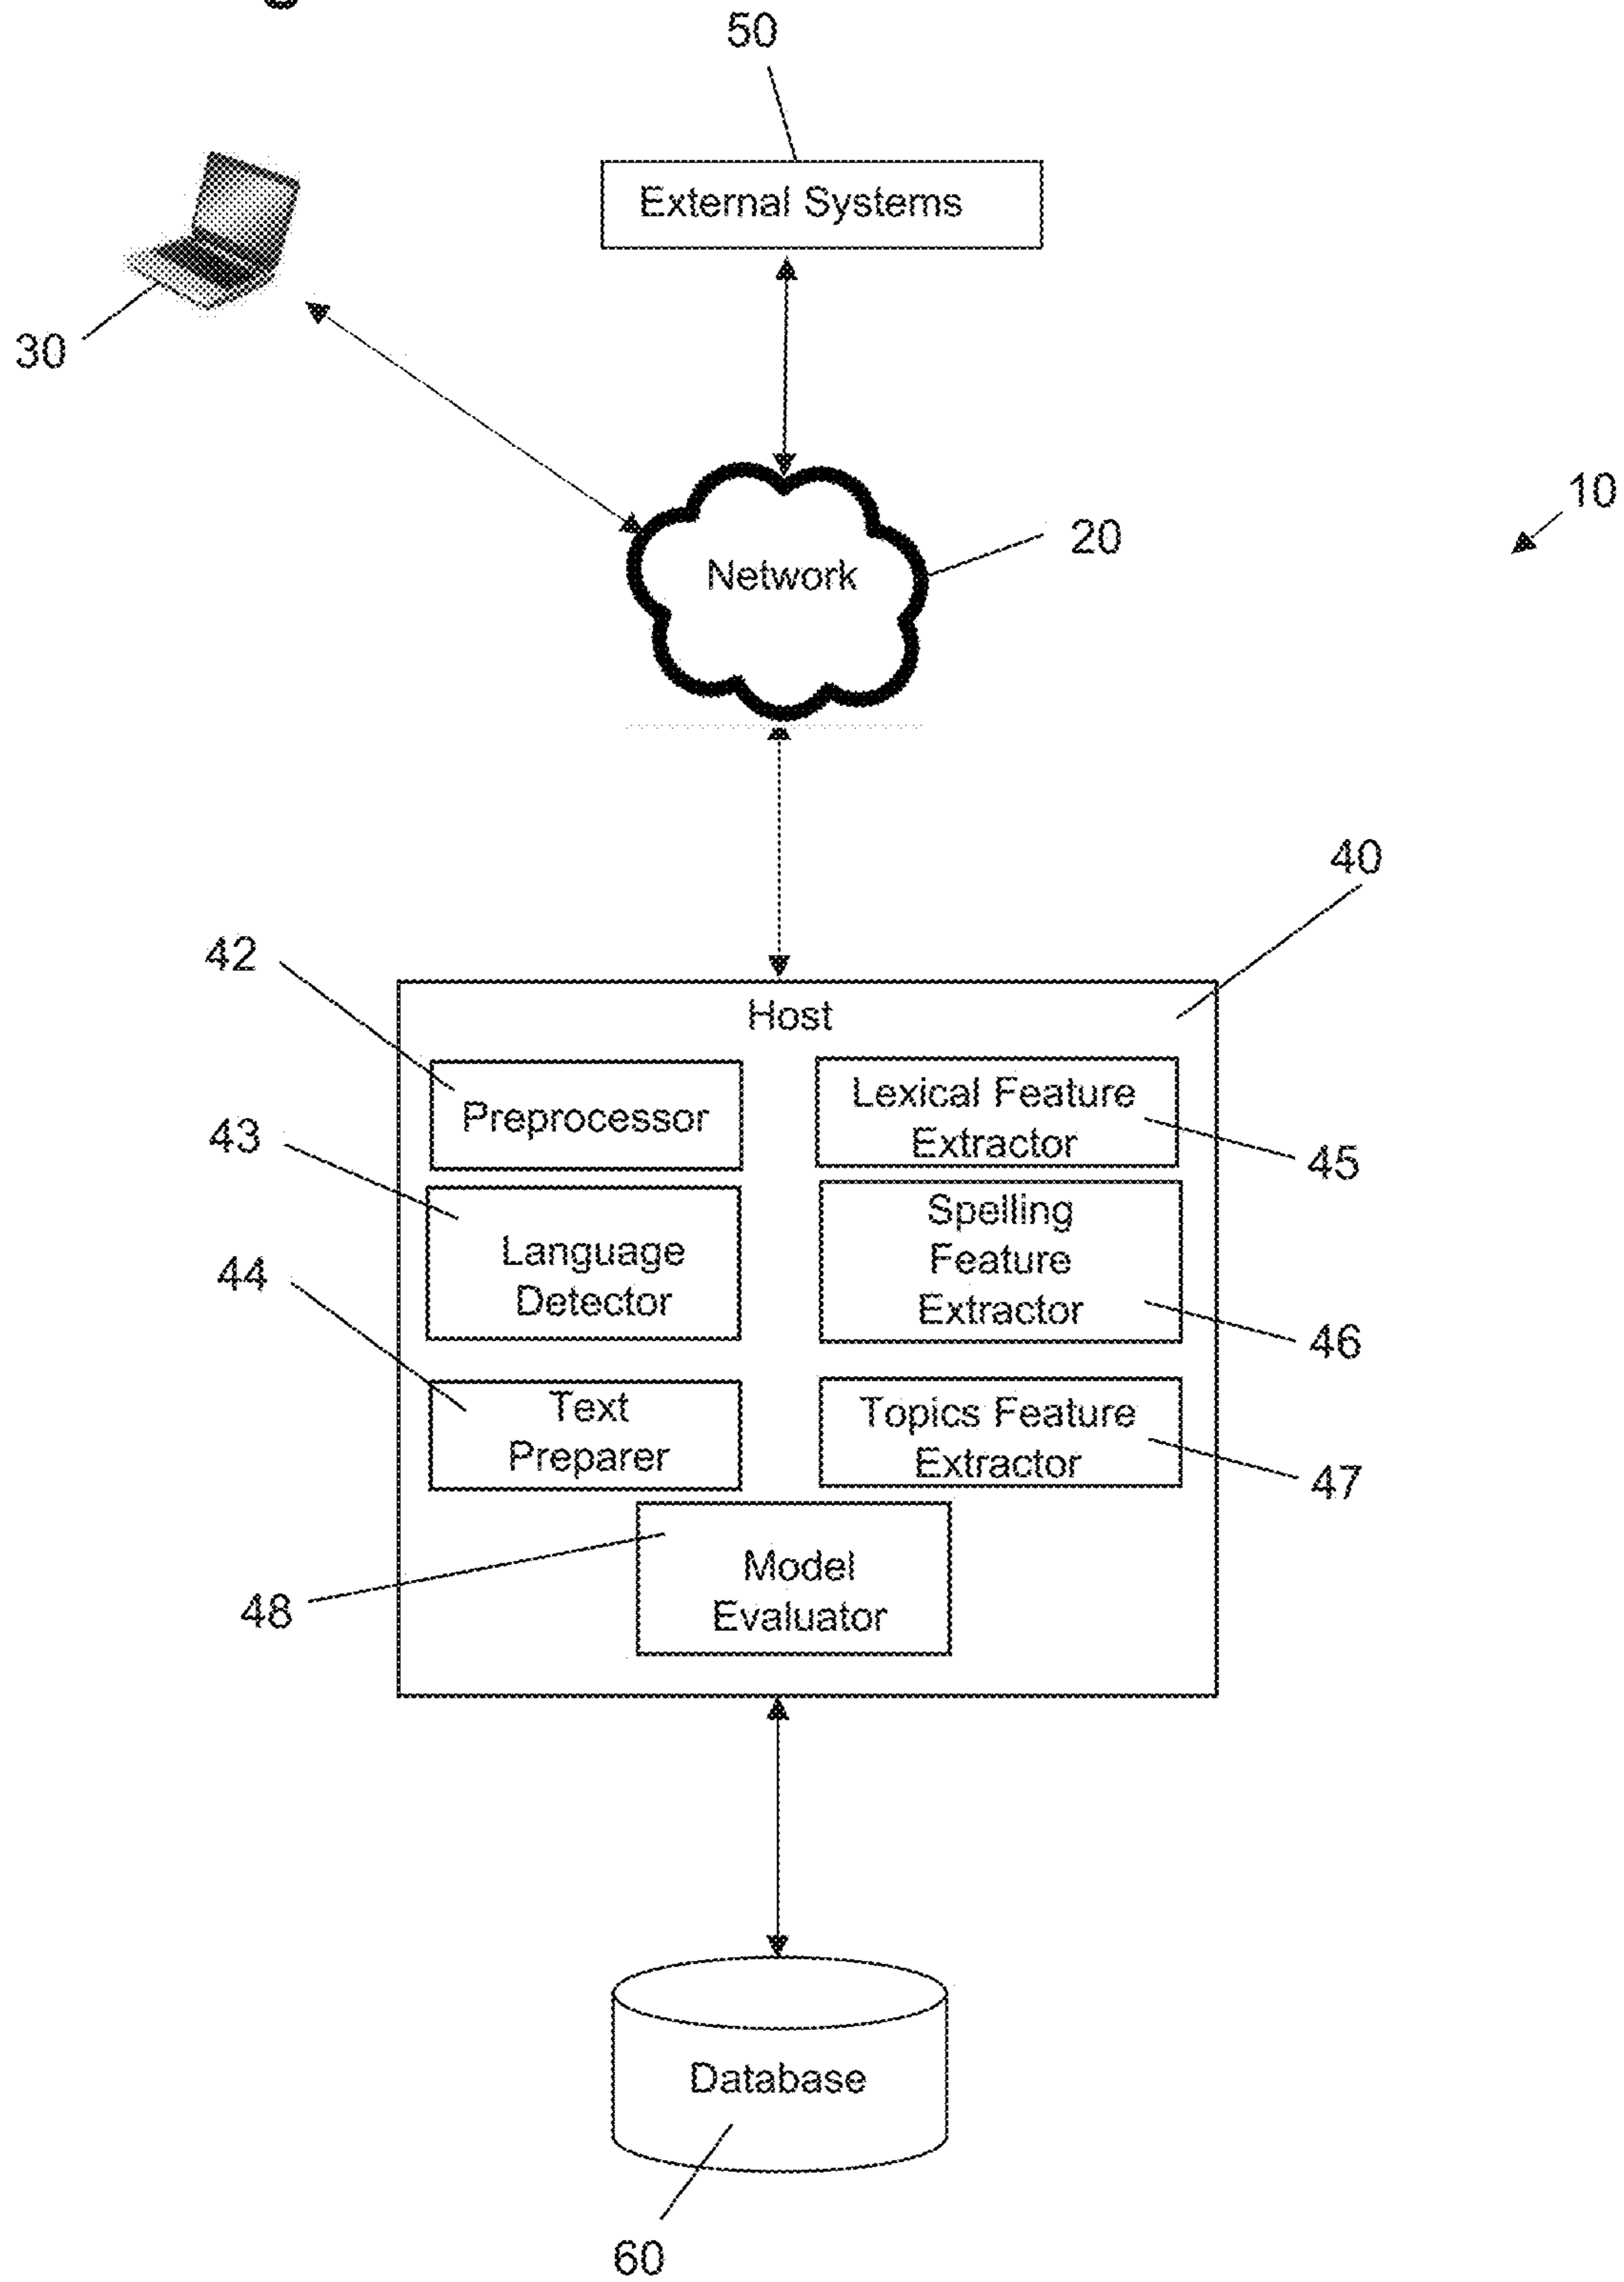 50
External Systems
30
10
20
Network
40
42
Host
Preprocessor
Lexical Feature
Extractor
43
45
Language
Detector
Spelling
Feature
Extractor
44
46
Text
Preparer
Topics Feature
Extractor
47
Model
Evaluator
48
Database
60